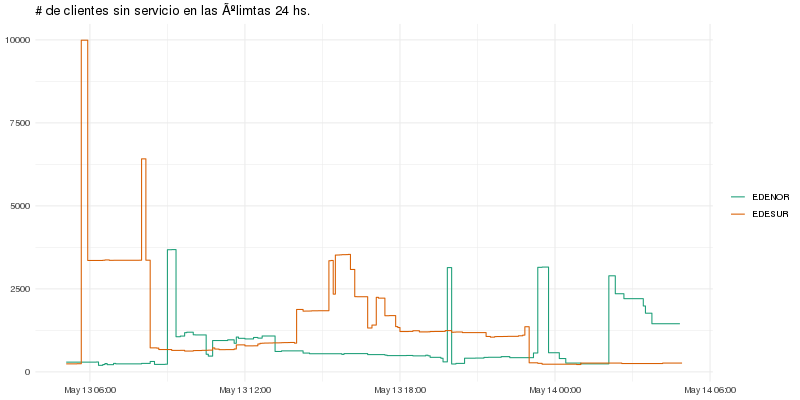 # de clientes sin servicio en las Ãºlimtas 24 hs.
10000
7500
5000
2500
0
May 13 06:00
May 13 12:00
May 13 18:00
May 14 00:00
May 14 06:00
EDENOR
EDESUR